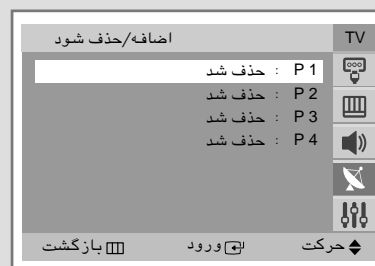 TV
اضافه/حذف شود
P 1 : حذف شد
P 2 : حذف شد
P 3 : حذف شد
P 4 : حذف شد
حرکت ورود بازگشت